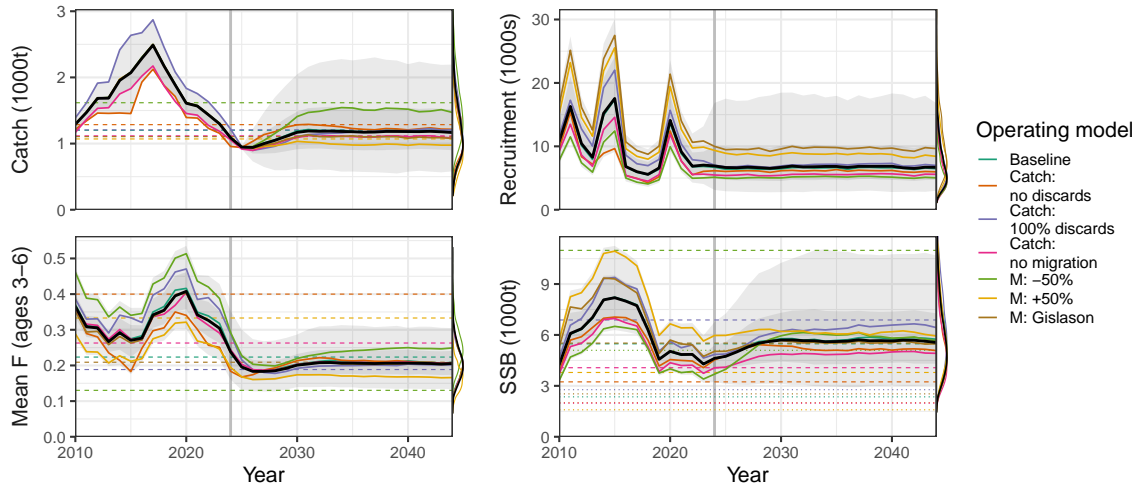 Catch (1000t)
3
2
1
0
Recruitment (1000s)
30
20
10
0
Mean F (ages 3−6)
0.5
0.4
0.3
0.2
0.1
0.0
2010
2020
2030
2040
Year
SSB (1000t)
9
6
3
0
2010
2020
2030
2040
Year
Operating model
Baseline
Catch:
no discards
Catch:
100% discards
Catch:
no migration
M: −50%
M: +50%
M: Gislason